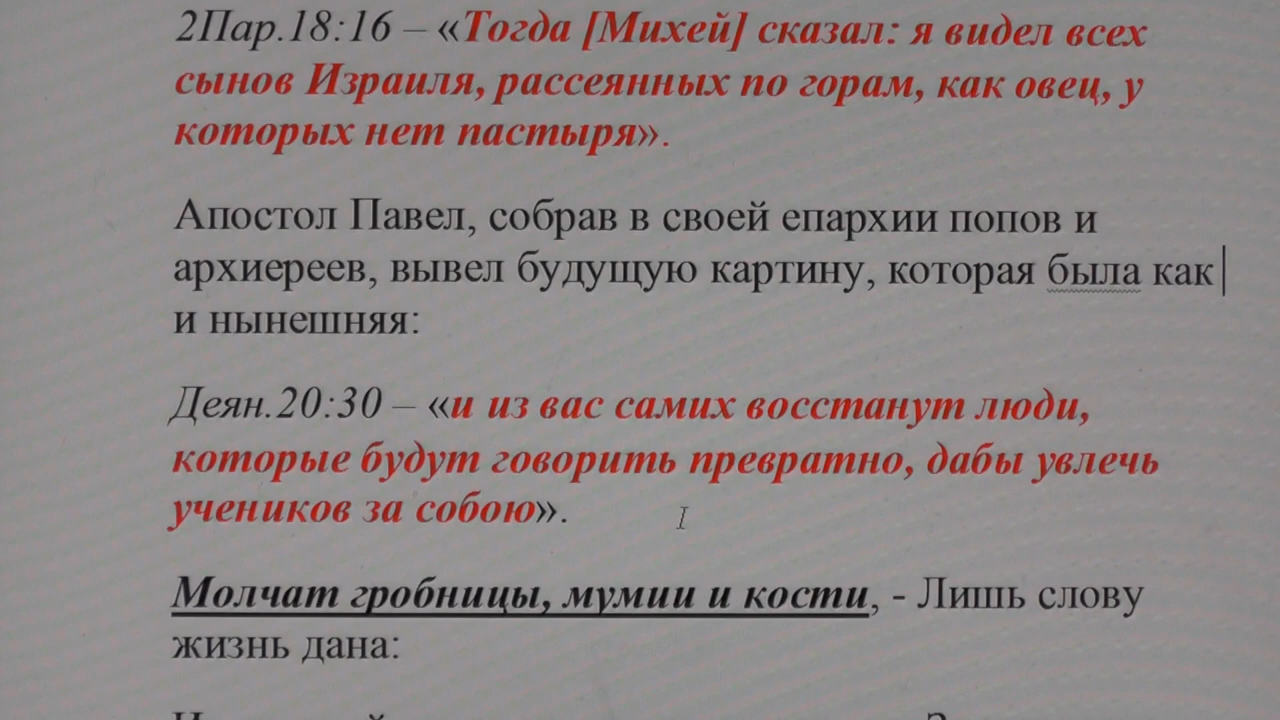 2Пар.18:16 – «Тогда [Михей] сказал: я видел всех
сынов Израиля, рассеянных по горам, как овец, у
которых нет пастыря».
Апостол Павел, собрав в своей епархии попов и
архиереев, вывел будущую картину, которая была как
и нынешняя:
Деян.20:30 – «и из вас самих восстанут люди,
которые будут говорить превратно, дабы увлечь
учеников за собою».
Молчат гробницы, мумии и кости, - Лишь слову
жизнь дана: